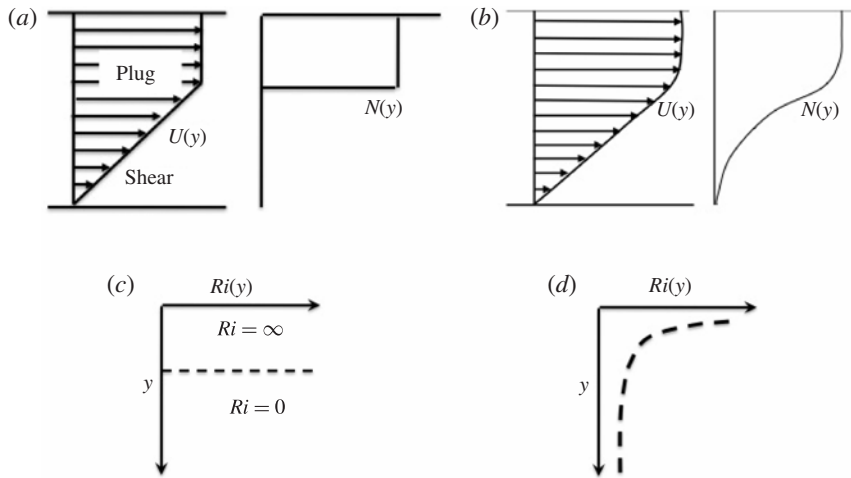 (a)
Plug
U(y)
Shear
N(y)
(b)
U(y)
N(y)
(c)
Ri(y)
Ri = ∞
y
Ri = 0
(d)
Ri(y)
y